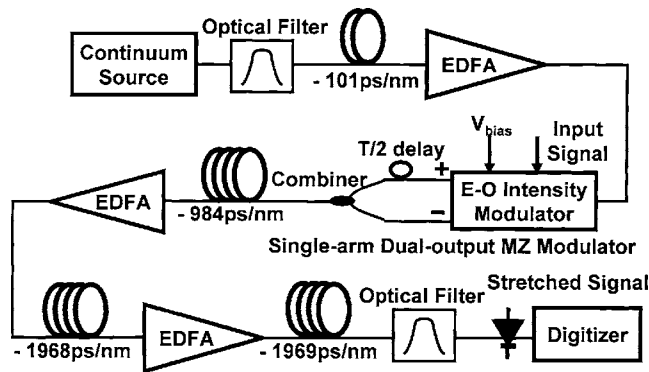 Continuum
Source
Optical Filter
- 101ps/nm
EDFA
V_bias
Input
Signal
T/2 delay
+
E-O Intensity
Modulator
−
Combiner
- 984ps/nm
EDFA
Single-arm Dual-output MZ Modulator
- 1968ps/nm
EDFA
- 1969ps/nm
Optical Filter
Stretched Signal
Digitizer